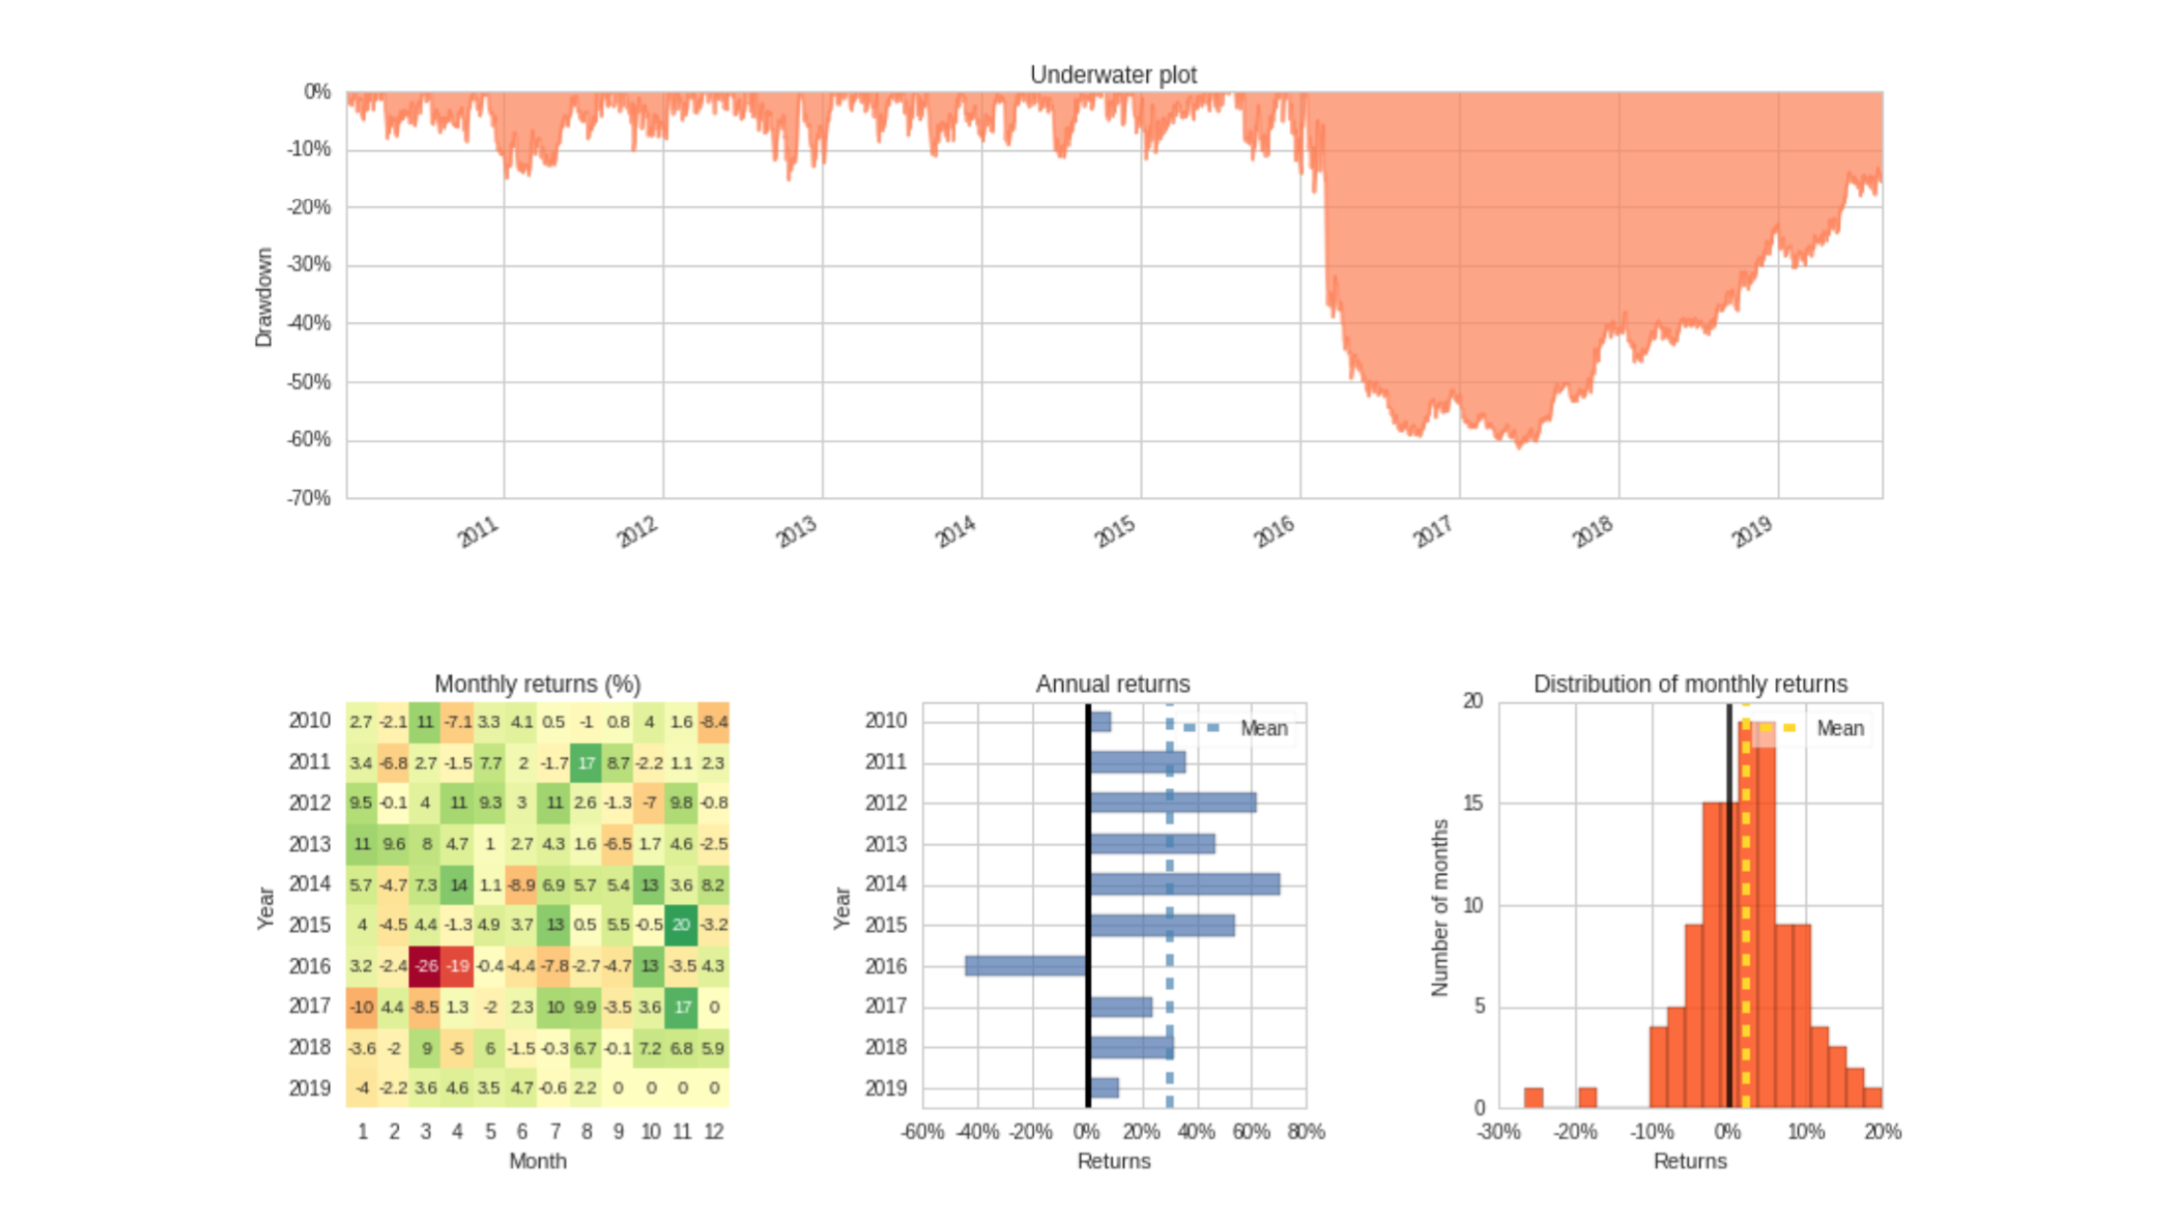 Underwater plot
0%
-10%
-20%
-30%
-40%
-50%
-60%
-70%
Drawdown
2011 2012 2013 2014 2015 2016 2017 2018 2019
Monthly returns (%)
2010 2.7 -2.1 11 -7.1 3.3 4.1 0.5 -1 0.8 4 1.6 -8.4
2011 3.4 -6.8 2.7 -1.5 7.7 2 -1.7 17 8.7 -2.2 1.1 2.3
2012 9.5 -0.1 4 11 9.3 3 11 2.6 -1.3 -7 9.8 -0.8
2013 11 9.6 8 4.7 1 2.7 4.3 1.6 -6.5 1.7 4.6 -2.5
2014 5.7 -4.7 7.3 14 1.1 -8.9 6.9 5.7 5.4 13 3.6 8.2
2015 4 -4.5 4.4 -1.3 4.9 3.7 13 0.5 5.5 -0.5 20 -3.2
2016 3.2 -2.4 -26 -19 -0.4 -4.4 -7.8 -2.7 -4.7 13 -3.5 4.3
2017 -10 4.4 -8.5 1.3 -2 2.3 10 9.9 -3.5 3.6 17 0
2018 -3.6 -2 9 -5 6 -1.5 -0.3 6.7 -0.1 7.2 6.8 5.9
2019 -4 -2.2 3.6 4.6 3.5 4.7 -0.6 2.2 0 0 0 0
Year
1 2 3 4 5 6 7 8 9 10 11 12
Month
Annual returns
Mean
2010
2011
2012
2013
2014
2015
2016
2017
2018
2019
Year
-60% -40% -20% 0% 20% 40% 60% 80%
Returns
Distribution of monthly returns
Mean
20
15
10
5
0
Number of months
-30% -20% -10% 0% 10% 20%
Returns